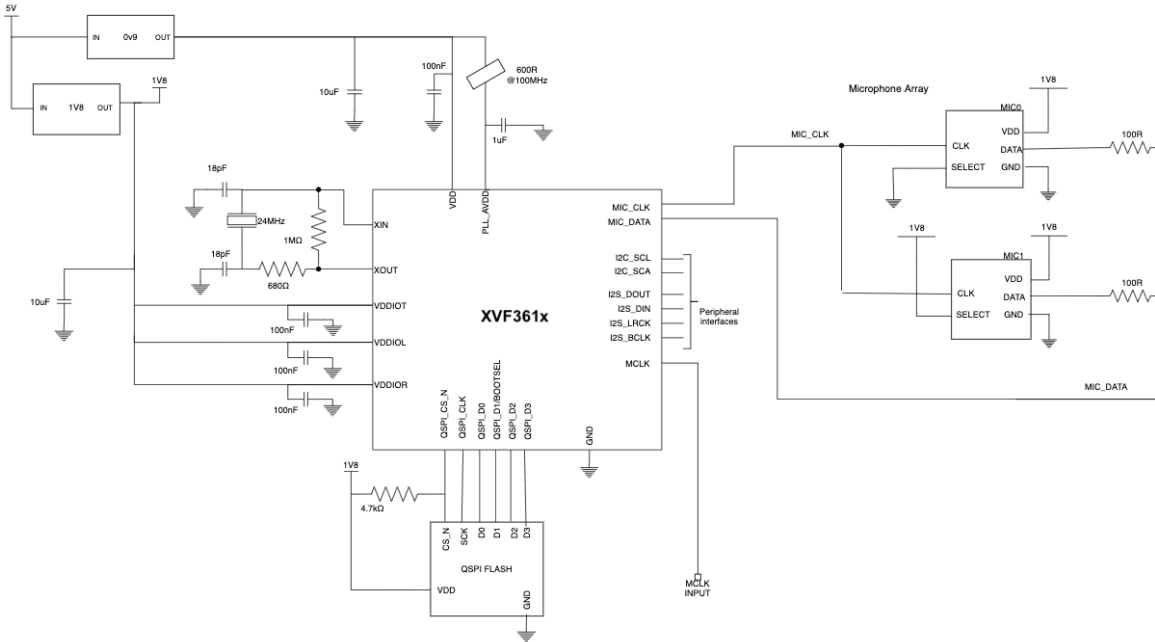 5V
IN
0v9
OUT
1V8
IN
1V8
OUT
10uF
100nF
600R
@100MHz
1uF
18pF
24MHz
1MΩ
18pF
680Ω
10uF
100nF
100nF
100nF
XVF361x
VDD
PLL_AVDD
XIN
XOUT
VDDIOT
VDDIOL
VDDIOR
MIC_CLK
MIC_DATA
I2C_SCL
I2C_SCA
I2S_DOUT
I2S_DIN
I2S_LRCK
I2S_BCLK
MCLK
Peripheral
interfaces
QSPI_CS_N
QSPI_CLK
QSPI_D0
QSPI_D1/BOOTSEL
QSPI_D2
QSPI_D3
GND
1V8
4.7kΩ
CS_N
SCK
D0
D1
D2
D3
QSPI FLASH
VDD
GND
MCLK
INPUT
Microphone Array
MIC_CLK
1V8
MIC0
VDD
CLK
DATA
SELECT
GND
100R
1V8
1V8
MIC1
VDD
CLK
DATA
SELECT
GND
100R
MIC_DATA